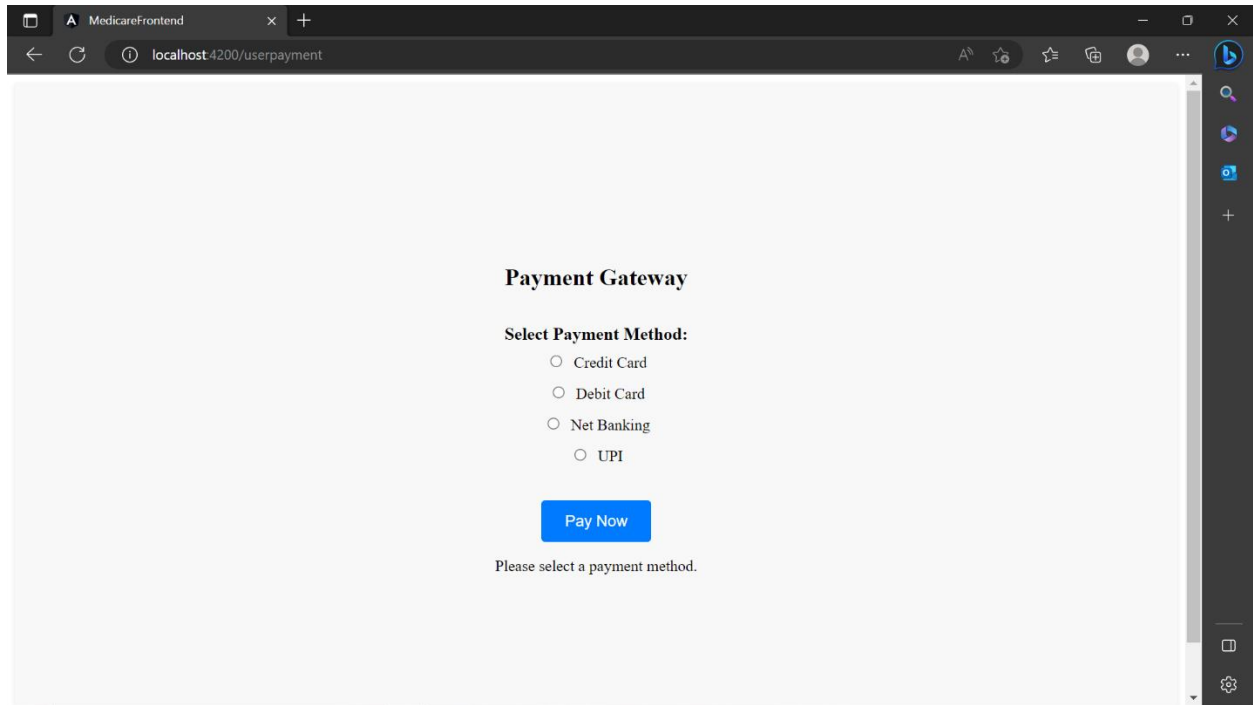 MedicareFrontend
localhost:4200/userpayment
Payment Gateway
Select Payment Method:
Credit Card
Debit Card
Net Banking
UPI
Pay Now
Please select a payment method.